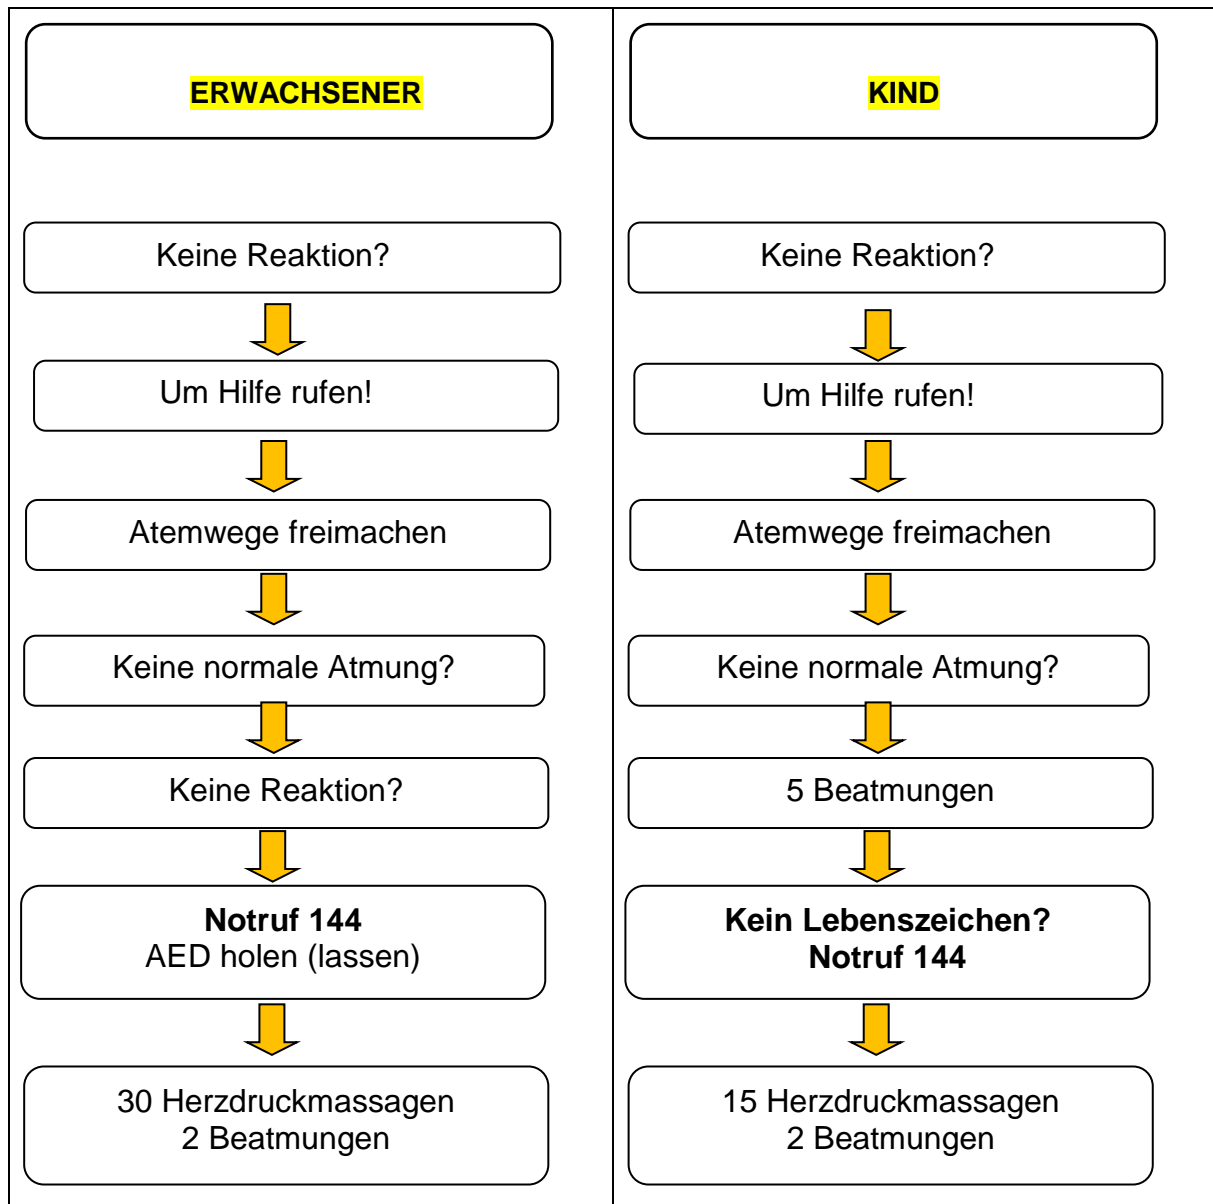 ERWACHSENER
Keine Reaktion?
Um Hilfe rufen!
Atemwege freimachen
Keine normale Atmung?
Keine Reaktion?
Notruf 144
AED holen (lassen)
30 Herzdruckmassagen
2 Beatmungen
KIND
Keine Reaktion?
Um Hilfe rufen!
Atemwege freimachen
Keine normale Atmung?
5 Beatmungen
Kein Lebenszeichen?
Notruf 144
15 Herzdruckmassagen
2 Beatmungen